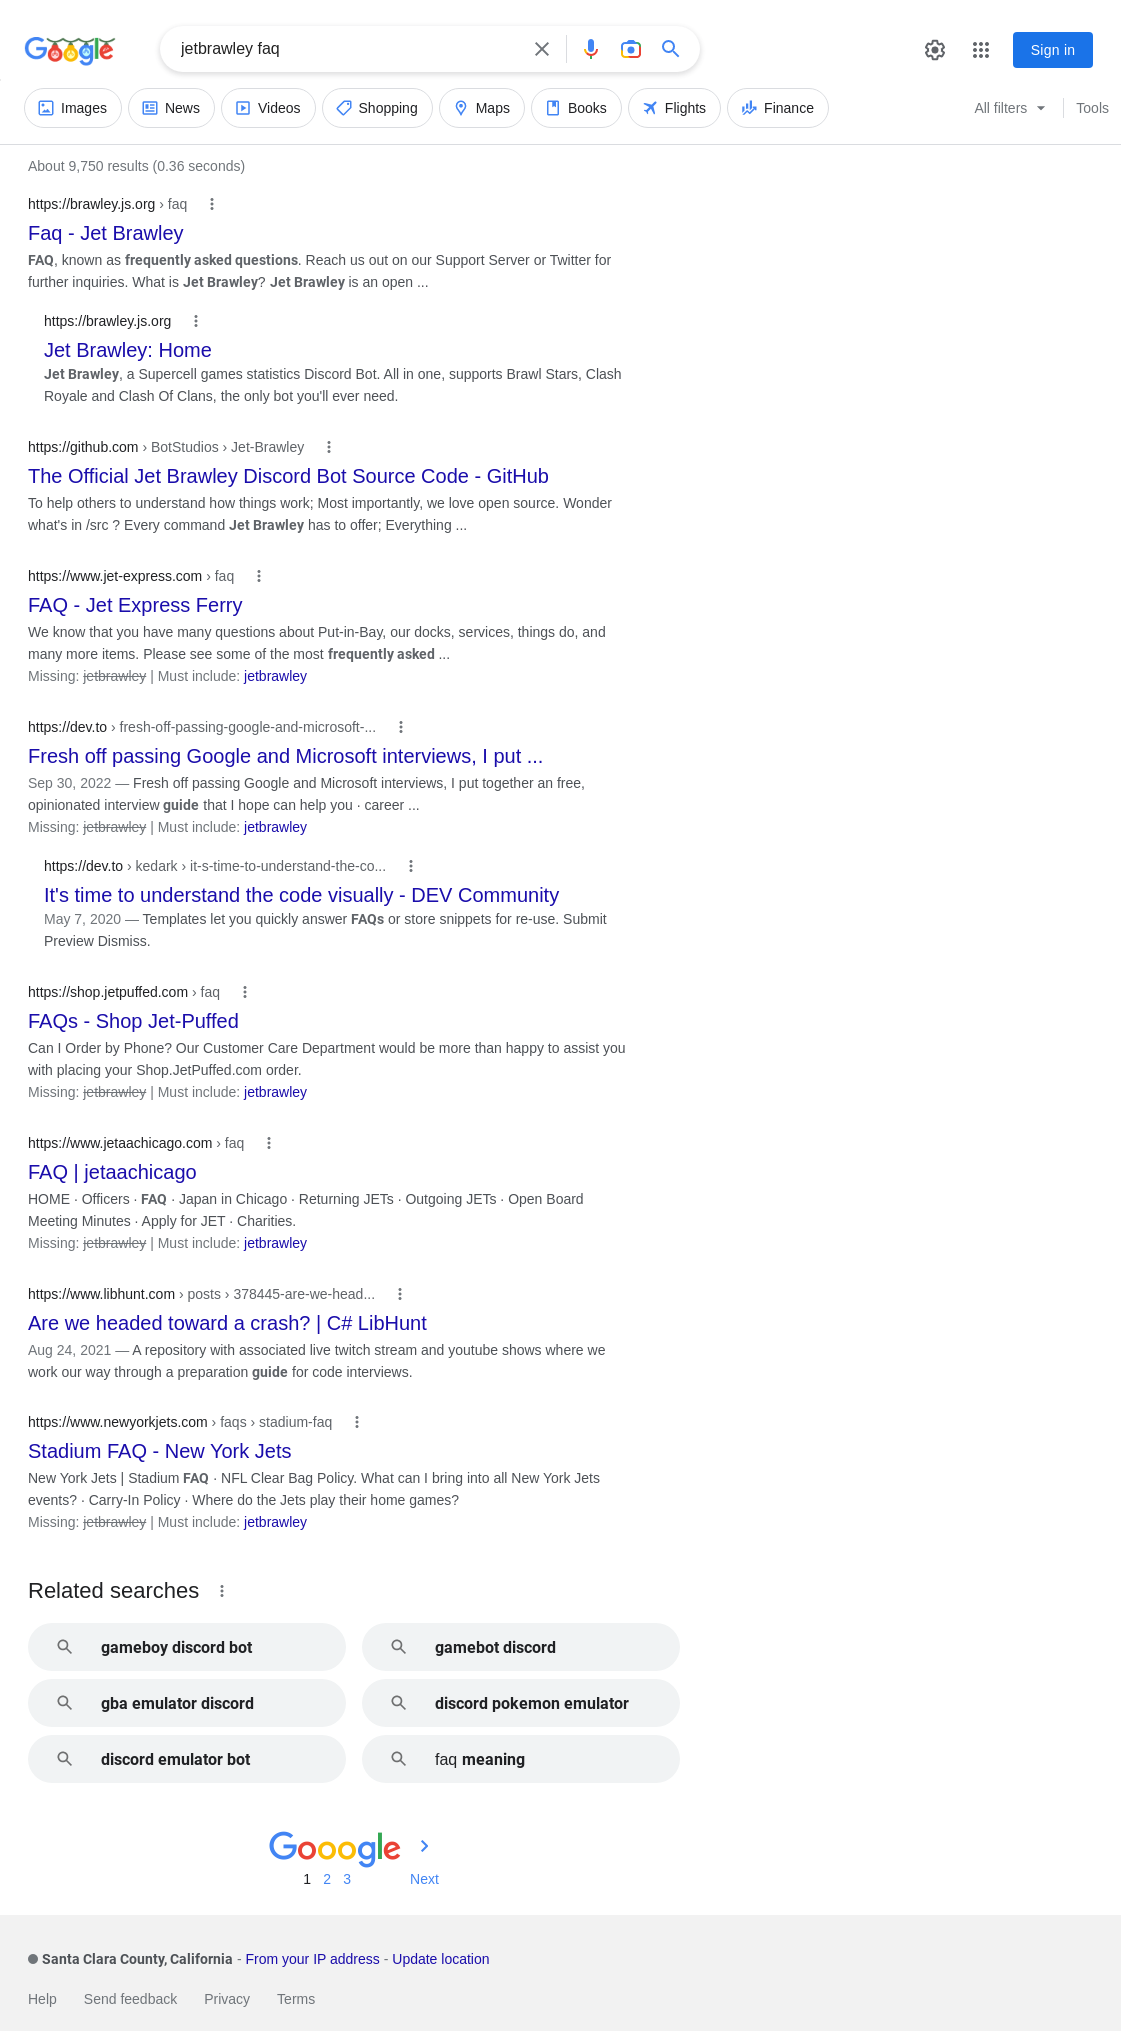 Google
jetbrawley faq
Sign in
Images News Videos Shopping Maps Books Flights Finance All filters Tools
About 9,750 results (0.36 seconds)
https://brawley.js.org › faq
Faq - Jet Brawley
FAQ, known as frequently asked questions. Reach us out on our Support Server or Twitter for
further inquiries. What is Jet Brawley? Jet Brawley is an open ...
https://brawley.js.org
Jet Brawley: Home
Jet Brawley, a Supercell games statistics Discord Bot. All in one, supports Brawl Stars, Clash
Royale and Clash Of Clans, the only bot you'll ever need.
https://github.com › BotStudios › Jet-Brawley
The Official Jet Brawley Discord Bot Source Code - GitHub
To help others to understand how things work; Most importantly, we love open source. Wonder
what's in /src ? Every command Jet Brawley has to offer; Everything ...
https://www.jet-express.com › faq
FAQ - Jet Express Ferry
We know that you have many questions about Put-in-Bay, our docks, services, things do, and
many more items. Please see some of the most frequently asked ...
Missing: jetbrawley | Must include: jetbrawley
https://dev.to › fresh-off-passing-google-and-microsoft-...
Fresh off passing Google and Microsoft interviews, I put ...
Sep 30, 2022 — Fresh off passing Google and Microsoft interviews, I put together an free,
opinionated interview guide that I hope can help you · career ...
Missing: jetbrawley | Must include: jetbrawley
https://dev.to › kedark › it-s-time-to-understand-the-co...
It's time to understand the code visually - DEV Community
May 7, 2020 — Templates let you quickly answer FAQs or store snippets for re-use. Submit
Preview Dismiss.
https://shop.jetpuffed.com › faq
FAQs - Shop Jet-Puffed
Can I Order by Phone? Our Customer Care Department would be more than happy to assist you
with placing your Shop.JetPuffed.com order.
Missing: jetbrawley | Must include: jetbrawley
https://www.jetaachicago.com › faq
FAQ | jetaachicago
HOME · Officers · FAQ · Japan in Chicago · Returning JETs · Outgoing JETs · Open Board
Meeting Minutes · Apply for JET · Charities.
Missing: jetbrawley | Must include: jetbrawley
https://www.libhunt.com › posts › 378445-are-we-head...
Are we headed toward a crash? | C# LibHunt
Aug 24, 2021 — A repository with associated live twitch stream and youtube shows where we
work our way through a preparation guide for code interviews.
https://www.newyorkjets.com › faqs › stadium-faq
Stadium FAQ - New York Jets
New York Jets | Stadium FAQ · NFL Clear Bag Policy. What can I bring into all New York Jets
events? · Carry-In Policy · Where do the Jets play their home games?
Missing: jetbrawley | Must include: jetbrawley
Related searches
gameboy discord bot
gamebot discord
gba emulator discord
discord pokemon emulator
discord emulator bot
faq meaning
Gooogle
1 2 3 Next
Santa Clara County, California - From your IP address - Update location
Help Send feedback Privacy Terms